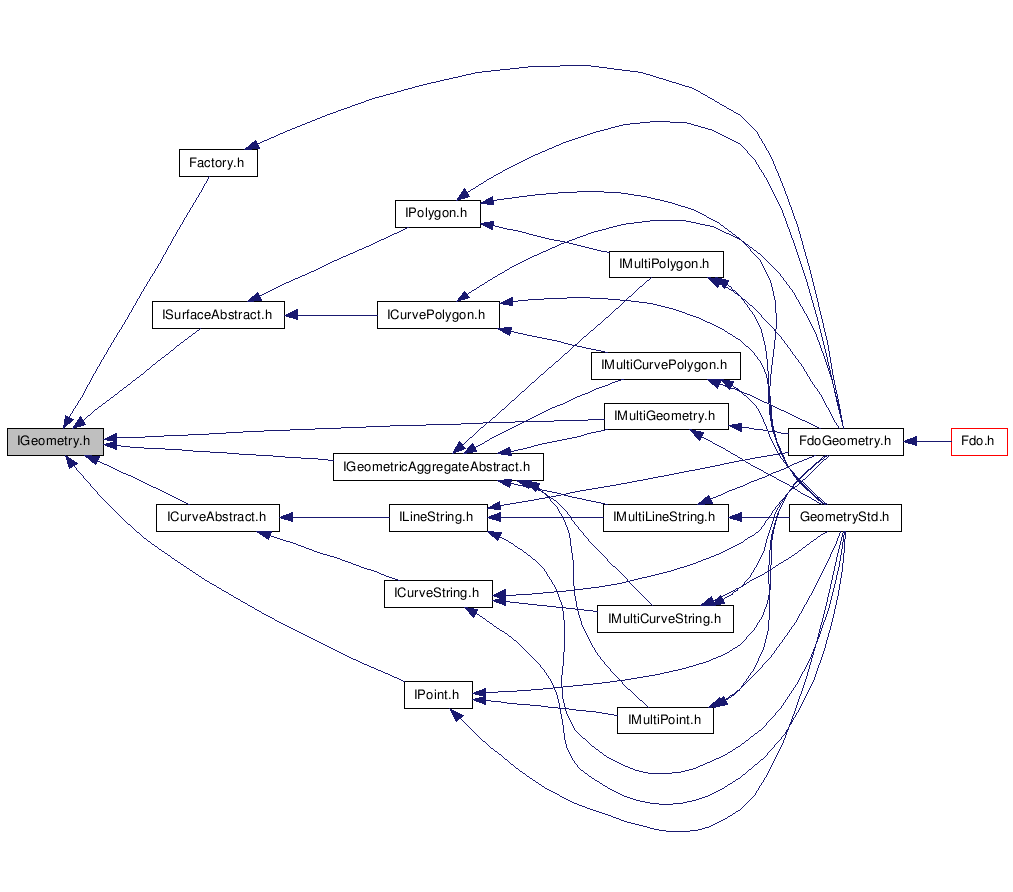 Factory.h
IPolygon.h
IMultiPolygon.h
ISurfaceAbstract.h
ICurvePolygon.h
IMultiCurvePolygon.h
IMultiGeometry.h
IGeometry.h
FdoGeometry.h
Fdo.h
IGeometricAggregateAbstract.h
ICurveAbstract.h
ILineString.h
IMultiLineString.h
GeometryStd.h
ICurveString.h
IMultiCurveString.h
IPoint.h
IMultiPoint.h